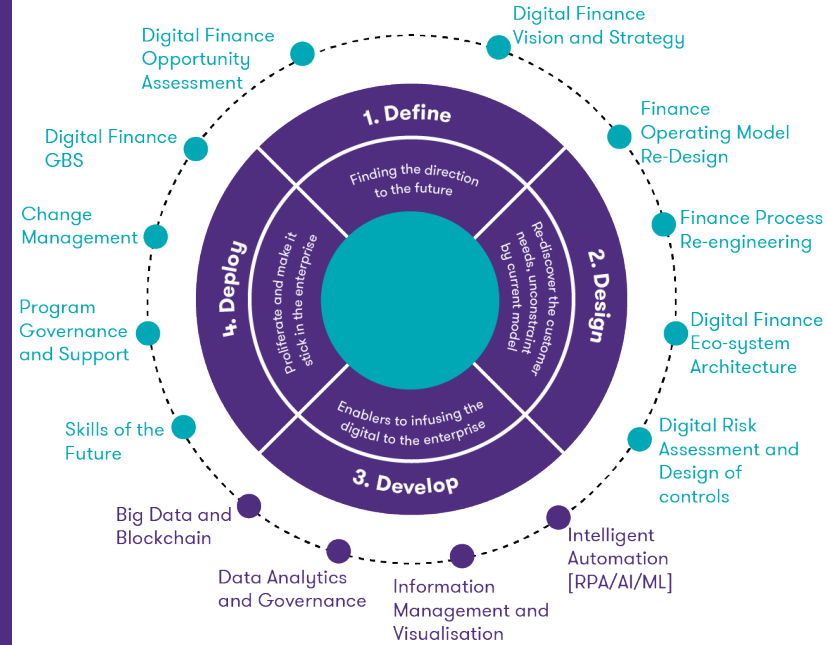 Digital Finance
Vision and Strategy
Finance
Operating Model
Re-Design
Finance Process
Re-engineering
Digital Finance
Eco-system
Architecture
Digital Risk
Assessment and
Design of
controls
Intelligent
Automation
[RPA/AI/ML]
Information
Management and
Visualisation
Data Analytics
and Governance
Big Data and
Blockchain
Skills of the
Future
Program
Governance
and Support
Change
Management
Digital Finance
GBS
Digital Finance
Opportunity
Assessment
1. Define
Finding the direction
to the future
2. Design
Re-discover the customer
needs, unconstraint
by current model
3. Develop
Enablers to infusing the
digital to the enterprise
4. Deploy
Proliferate and make it
stick in the enterprise